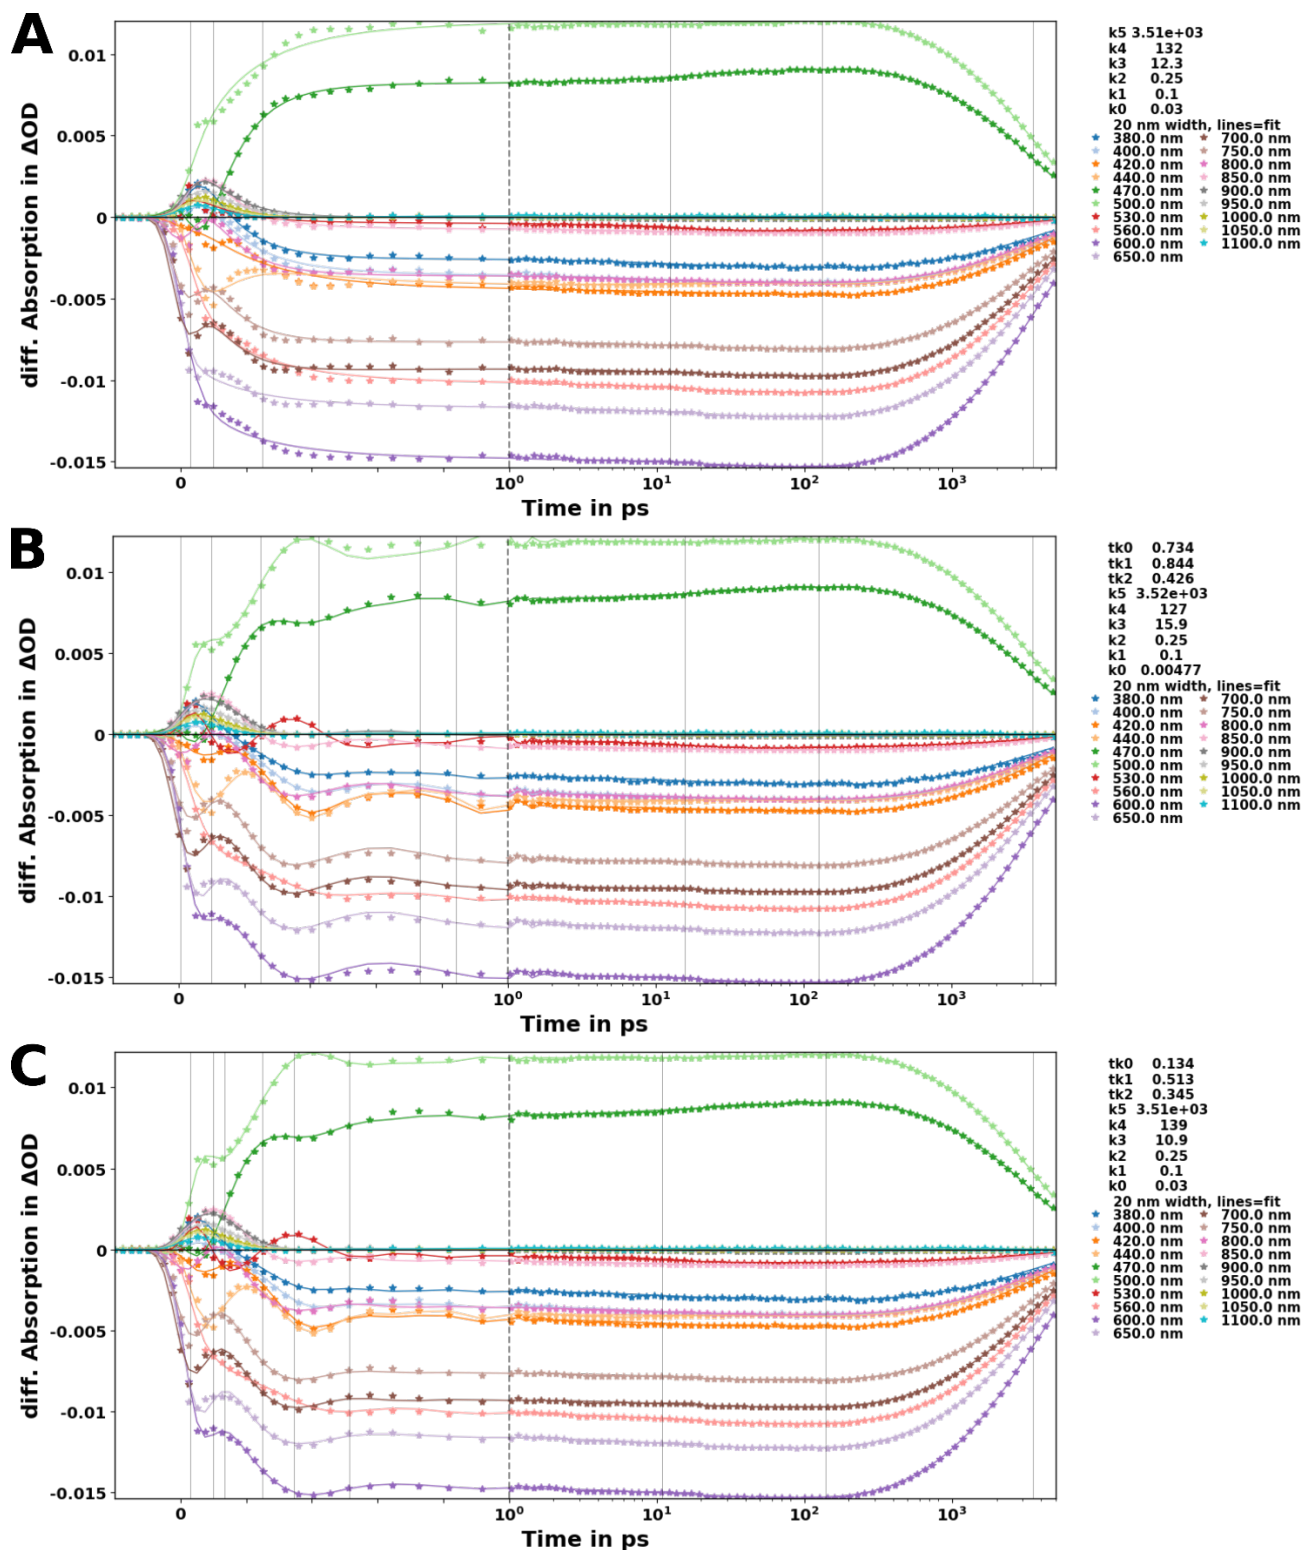 A
0.01
0.005
0
-0.005
-0.01
-0.015
diff. Absorption in ΔOD
0 10⁰ 10¹ 10² 10³
Time in ps
k5 3.51e+03
k4 132
k3 12.3
k2 0.25
k1 0.1
k0 0.03
20 nm width, lines=fit
380.0 nm 700.0 nm
400.0 nm 750.0 nm
420.0 nm 800.0 nm
440.0 nm 850.0 nm
470.0 nm 900.0 nm
500.0 nm 950.0 nm
530.0 nm 1000.0 nm
560.0 nm 1050.0 nm
600.0 nm 1100.0 nm
650.0 nm
B
0.01
0.005
0
-0.005
-0.01
-0.015
diff. Absorption in ΔOD
0 10⁰ 10¹ 10² 10³
Time in ps
tk0 0.734
tk1 0.844
tk2 0.426
k5 3.52e+03
k4 127
k3 15.9
k2 0.25
k1 0.1
k0 0.00477
20 nm width, lines=fit
380.0 nm 700.0 nm
400.0 nm 750.0 nm
420.0 nm 800.0 nm
440.0 nm 850.0 nm
470.0 nm 900.0 nm
500.0 nm 950.0 nm
530.0 nm 1000.0 nm
560.0 nm 1050.0 nm
600.0 nm 1100.0 nm
650.0 nm
C
0.01
0.005
0
-0.005
-0.01
-0.015
diff. Absorption in ΔOD
0 10⁰ 10¹ 10² 10³
Time in ps
tk0 0.134
tk1 0.513
tk2 0.345
k5 3.51e+03
k4 139
k3 10.9
k2 0.25
k1 0.1
k0 0.03
20 nm width, lines=fit
380.0 nm 700.0 nm
400.0 nm 750.0 nm
420.0 nm 800.0 nm
440.0 nm 850.0 nm
470.0 nm 900.0 nm
500.0 nm 950.0 nm
530.0 nm 1000.0 nm
560.0 nm 1050.0 nm
600.0 nm 1100.0 nm
650.0 nm